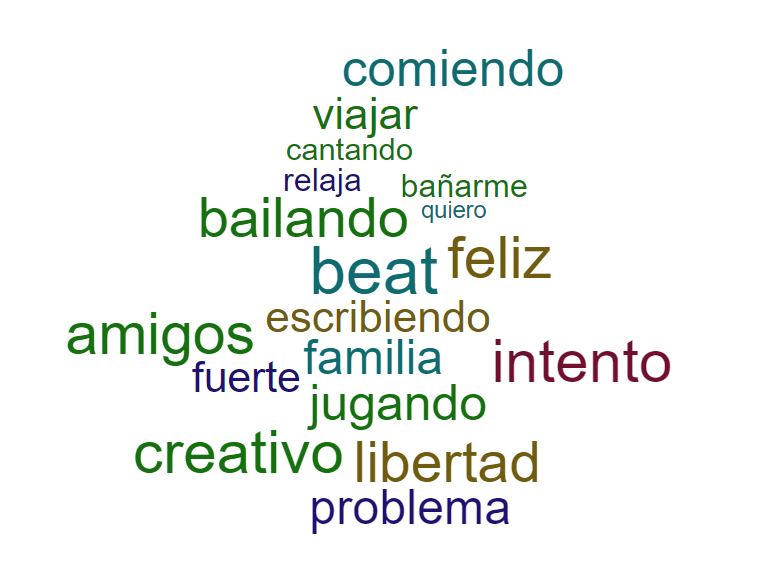 comiendo
viajar
cantando
relaja bañarme
bailando quiero
beat feliz
amigos escribiendo
fuerte familia intento
jugando
creativo libertad
problema